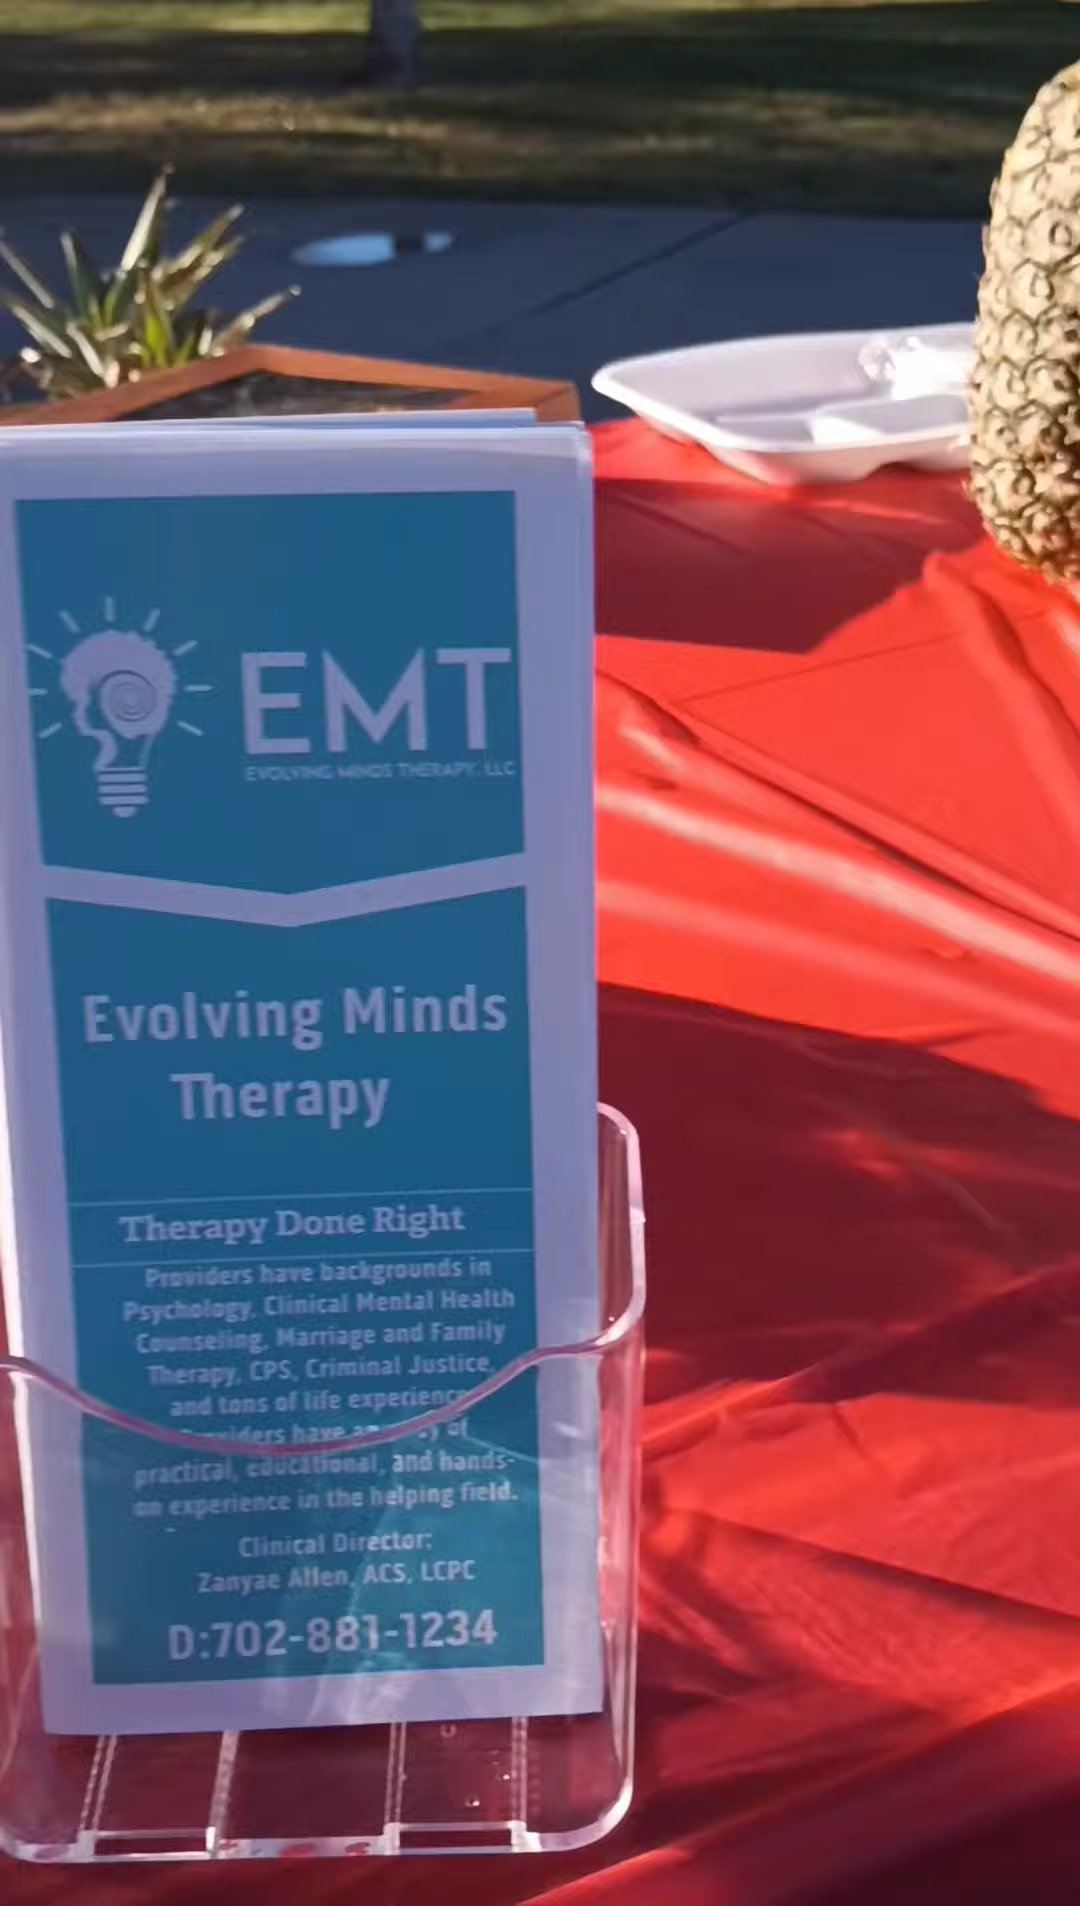 EMT
EVOLVING MINDS THERAPY, LLC
Evolving Minds
Therapy
Therapy Done Right
Providers have backgrounds in
Psychology, Clinical Mental Health
Counseling, Marriage and Family
Therapy, CPS, Criminal Justice,
and tons of life experience
have
practical, educational, and hands-
on experience in the helping field.
Clinical Director:
Zanyae Allen, ACS, LCPC
D:702-881-1234